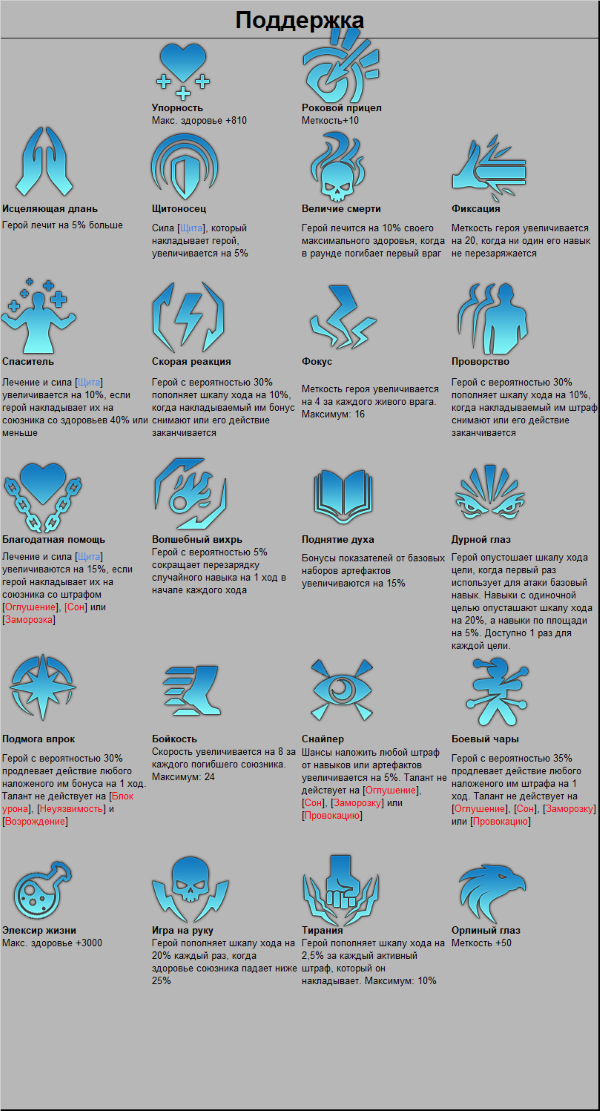 Поддержка
Упорность
Макс. здоровье +810
Роковой прицел
Меткость+10
Исцеляющая длань
Герой лечит на 5% больше
Щитоносец
Сила [Щита], который
накладывает герой,
увеличивается на 5%
Величие смерти
Герой лечится на 10% своего
максимального здоровья, когда
в раунде погибает первый враг
Фиксация
Меткость героя увеличивается
на 20, когда ни один его навык
не перезаряжается
Спаситель
Лечение и сила [Щита]
увеличивается на 10%, если
герой накладывает их на
союзника со здоровьев 40% или
меньше
Скорая реакция
Герой с вероятностью 30%
пополняет шкалу хода на 10%,
когда накладываемый им бонус
снимают или его действие
заканчивается
Фокус
Меткость героя увеличивается
на 4 за каждого живого врага.
Максимум: 16
Проворство
Герой с вероятностью 30%
пополняет шкалу хода на 10%,
когда накладываемый им штраф
снимают или его действие
заканчивается
Благодатная помощь
Лечение и сила [Щита]
увеличиваются на 15%, если
герой накладывает их на
союзника со штрафом
[Оглушение], [Сон] или
[Заморозка]
Волшебный вихрь
Герой с вероятностью 5%
сокращает перезарядку
случайного навыка на 1 ход в
начале каждого хода
Поднятие духа
Бонусы показателей от базовых
наборов артефактов
увеличиваются на 15%
Дурной глаз
Герой опустошает шкалу хода
цели, когда первый раз
использует для атаки базовый
навык. Навыки с одиночной
целью опусташают шкалу хода
на 20%, а навыки по площади
на 5%. Доступно 1 раз для
каждой цели.
Подмога впрок
Герой с вероятностью 30%
продлевает действие любого
наложеного им бонуса на 1 ход.
Талант не действует на [Блок
урона], [Неуязвимость] и
[Возрождение]
Бойкость
Скорость увеличивается на 8 за
каждого погибшего союзника.
Максимум: 24
Снайпер
Шансы наложить любой штраф
от навыков или артефактов
увеличивается на 5%. Талант не
действует на [Оглушение],
[Сон], [Заморозку] или
[Провокацию]
Боевый чары
Герой с вероятностью 35%
продлевает действие любого
наложеного им штрафа на 1
ход. Талант не действует на
[Оглушение], [Сон], [Заморозку]
или [Провокацию]
Элексир жизни
Макс. здоровье +3000
Игра на руку
Герой пополняет шкалу хода на
20% каждый раз, когда
здоровье союзника падает ниже
25%
Тирания
Герой пополняет шкалу хода на
2,5% за каждый активный
штраф, который он
накладывает. Максимум: 10%
Орлиный глаз
Меткость +50